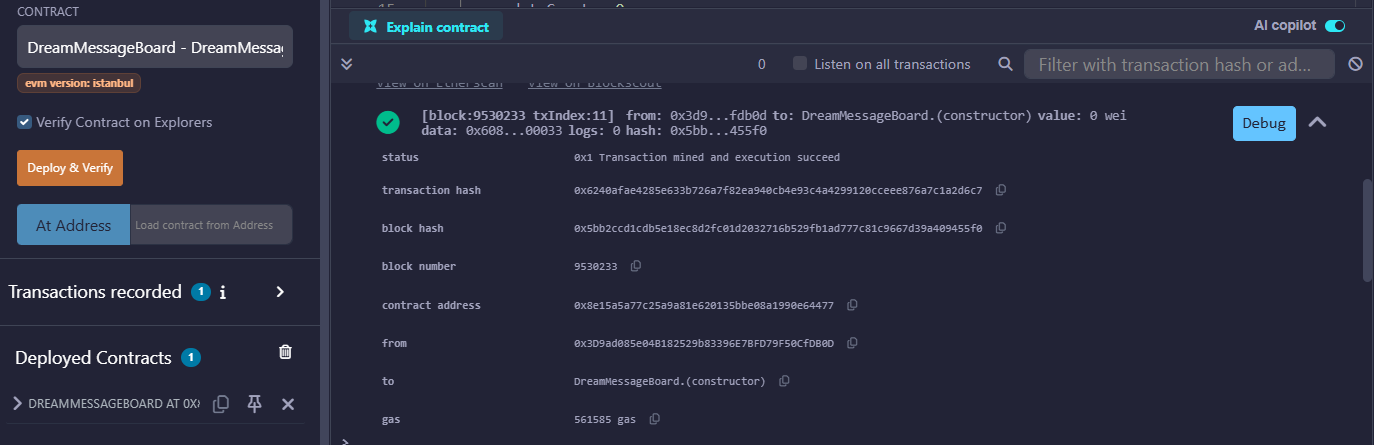 CONTRACT
DreamMessageBoard - DreamMessag
evm version: istanbul
Verify Contract on Explorers
Deploy & Verify
At Address
Load contract from Address
Transactions recorded 1 i
Deployed Contracts 1
DREAMMESSAGEBOARD AT 0X
15
Explain contract
AI copilot
0
Listen on all transactions
Filter with transaction hash or ad...
view on Etherscan view on Blockscout
[block:9530233 txIndex:11] from: 0x3d9...fdb0d to: DreamMessageBoard.(constructor) value: 0 wei
data: 0x608...00033 logs: 0 hash: 0x5bb...455f0
Debug
status 0x1 Transaction mined and execution succeed
transaction hash 0x6240afae4285e633b726a7f82ea940cb4e93c4a4299120cceee876a7c1a2d6c7
block hash 0x5bb2ccd1cdb5e18ec8d2fc01d2032716b529fb1ad777c81c9667d39a409455f0
block number 9530233
contract address 0x8e15a5a77c25a9a81e620135bbe08a1990e64477
from 0x3D9ad085e04B182529b83396E7BFD79F50CfDB0D
to DreamMessageBoard.(constructor)
gas 561585 gas